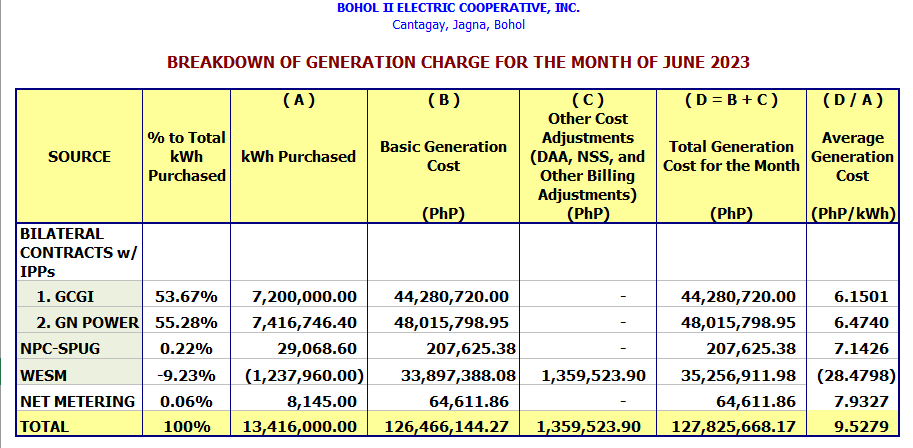 BOHOL II ELECTRIC COOPERATIVE, INC.
Cantagay, Jagna, Bohol
BREAKDOWN OF GENERATION CHARGE FOR THE MONTH OF JUNE 2023
SOURCE
% to Total
kWh
Purchased
( A )
kWh Purchased
( B )
Basic Generation
Cost
(PhP)
( C )
Other Cost
Adjustments
(DAA, NSS, and
Other Billing
Adjustments)
(PhP)
( D = B + C )
Total Generation
Cost for the Month
(PhP)
( D / A )
Average
Generation
Cost
(PhP/kWh)
BILATERAL
CONTRACTS w/
IPPs
1. GCGI 53.67% 7,200,000.00 44,280,720.00 - 44,280,720.00 6.1501
2. GN POWER 55.28% 7,416,746.40 48,015,798.95 - 48,015,798.95 6.4740
NPC-SPUG 0.22% 29,068.60 207,625.38 - 207,625.38 7.1426
WESM -9.23% (1,237,960.00) 33,897,388.08 1,359,523.90 35,256,911.98 (28.4798)
NET METERING 0.06% 8,145.00 64,611.86 - 64,611.86 7.9327
TOTAL 100% 13,416,000.00 126,466,144.27 1,359,523.90 127,825,668.17 9.5279